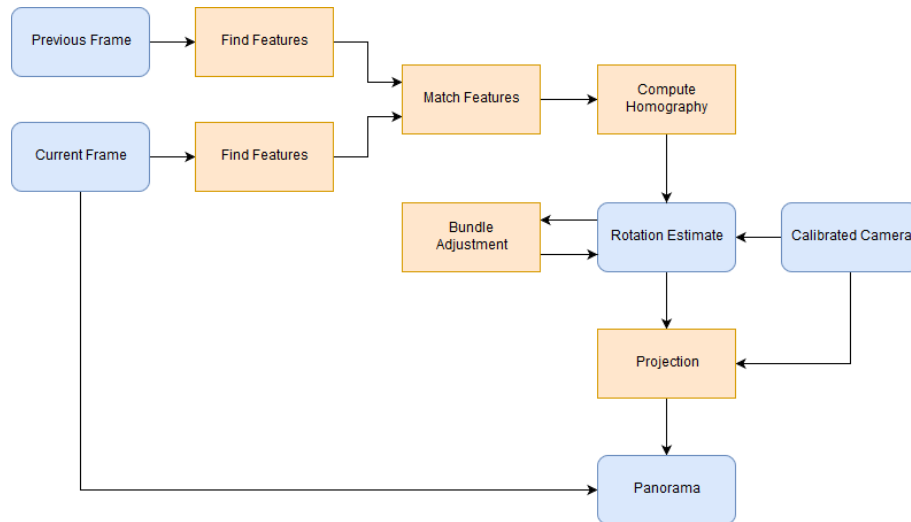 Previous Frame
Find Features
Match Features
Compute
Homography
Current Frame
Find Features
Bundle
Adjustment
Rotation Estimate
Calibrated Camera
Projection
Panorama